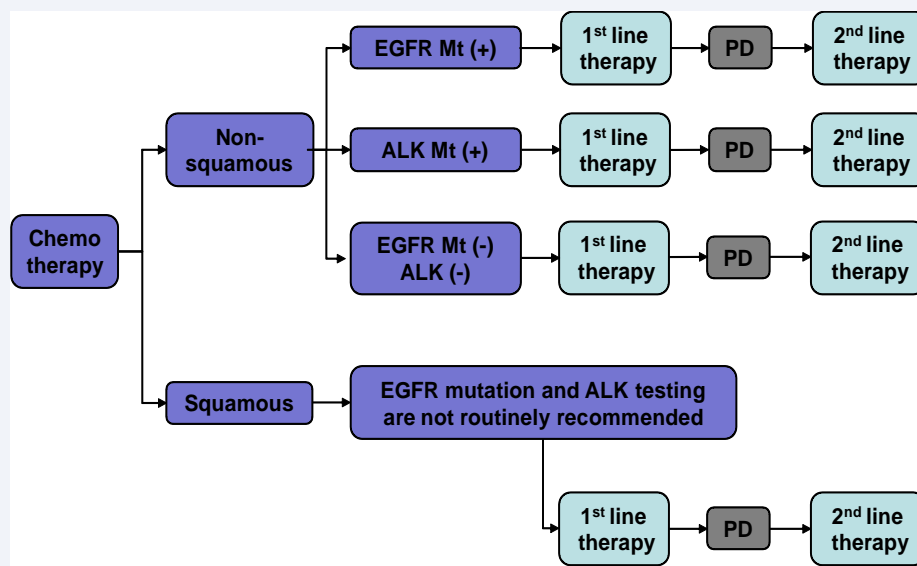 EGFR Mt (+)
1st line
therapy
PD
2nd line
therapy
Non-
squamous
ALK Mt (+)
1st line
therapy
PD
2nd line
therapy
Chemo
therapy
EGFR Mt (-)
ALK (-)
1st line
therapy
PD
2nd line
therapy
Squamous
EGFR mutation and ALK testing
are not routinely recommended
1st line
therapy
PD
2nd line
therapy